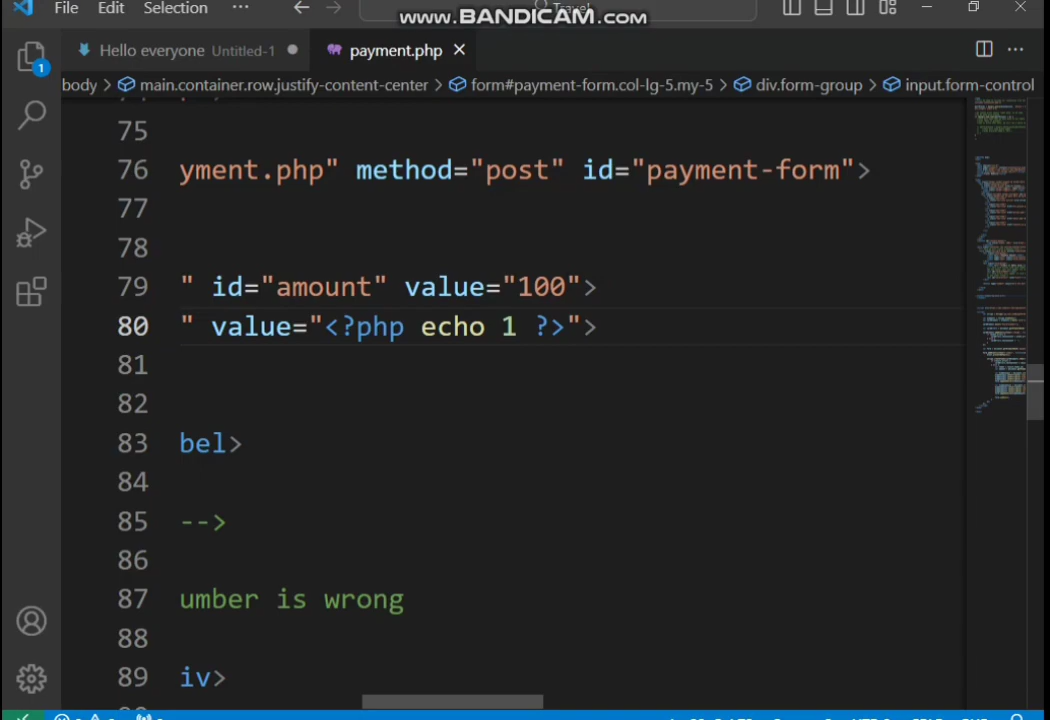 File Edit Selection ··· Travel
www.BANDICAM.com
Hello everyone Untitled-1 payment.php
body > main.container.row.justify-content-center > form#payment-form.col-lg-5.my-5 > div.form-group > input.form-control
75
76 yment.php" method="post" id="payment-form">
77
78
79 " id="amount" value="100">
80 " value="<?php echo 1 ?>">
81
82
83 bel>
84
85 -->
86
87 umber is wrong
88
89 iv>
1